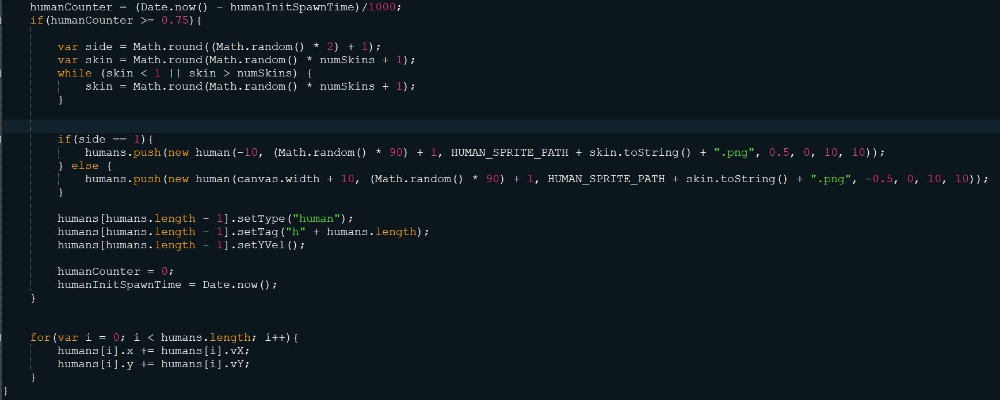 humanCounter = (Date.now() - humanInitSpawnTime)/1000;
if(humanCounter >= 0.75){
var side = Math.round((Math.random() * 2) + 1);
var skin = Math.round(Math.random() * numSkins + 1);
while (skin < 1 || skin > numSkins) {
skin = Math.round(Math.random() * numSkins + 1);
}
if(side == 1){
humans.push(new human(-10, (Math.random() * 90) + 1, HUMAN_SPRITE_PATH + skin.toString() + ".png", 0.5, 0, 10, 10));
} else {
humans.push(new human(canvas.width + 10, (Math.random() * 90) + 1, HUMAN_SPRITE_PATH + skin.toString() + ".png", -0.5, 0, 10, 10));
}
humans[humans.length - 1].setType("human");
humans[humans.length - 1].setTag("h" + humans.length);
humans[humans.length - 1].setYVel();
humanCounter = 0;
humanInitSpawnTime = Date.now();
}
for(var i = 0; i < humans.length; i++){
humans[i].x += humans[i].vX;
humans[i].y += humans[i].vY;
}
}